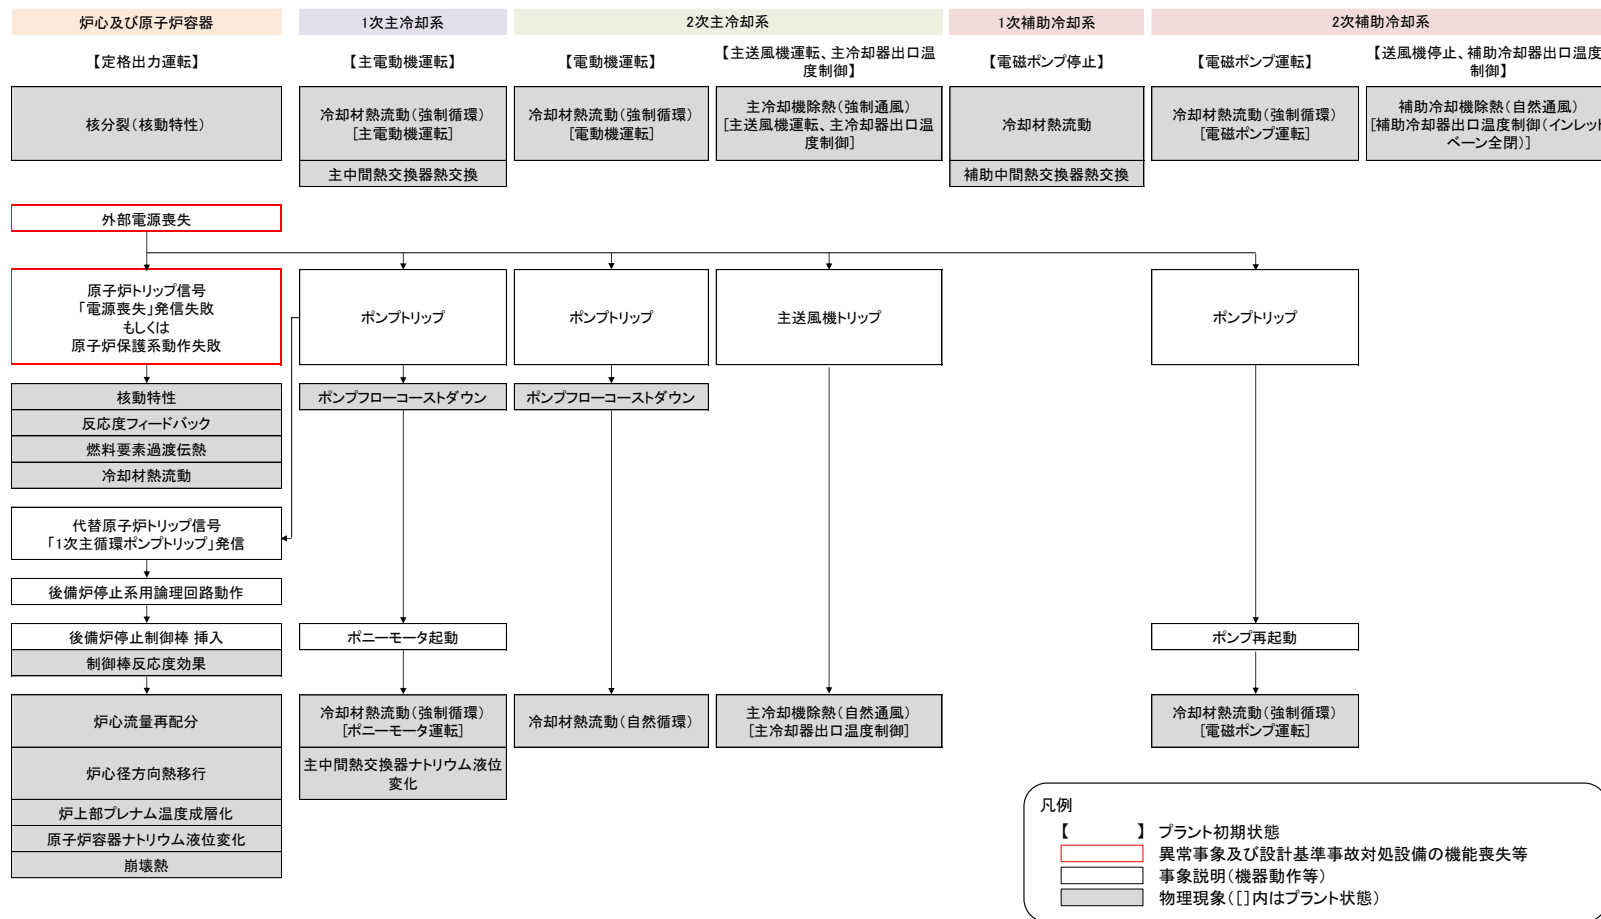 炉心及び原子炉容器
1次主冷却系
2次主冷却系
1次補助冷却系
2次補助冷却系
【定格出力運転】
【主電動機運転】
【電動機運転】
【主送風機運転、主冷却器出口温
度制御】
【電磁ポンプ停止】
【電磁ポンプ運転】
【送風機停止、補助冷却器出口温度
制御】
核分裂(核動特性)
冷却材熱流動(強制循環)
[主電動機運転]
冷却材熱流動(強制循環)
[電動機運転]
主冷却機除熱(強制通風)
[主送風機運転、主冷却器出口温
度制御]
冷却材熱流動
冷却材熱流動(強制循環)
[電磁ポンプ運転]
補助冷却機除熱(自然通風)
[補助冷却器出口温度制御(インレット
ベーン全閉)]
主中間熱交換器熱交換
補助中間熱交換器熱交換
外部電源喪失
原子炉トリップ信号
「電源喪失」発信失敗
もしくは
原子炉保護系動作失敗
ポンプトリップ
ポンプトリップ
主送風機トリップ
ポンプトリップ
核動特性
反応度フィードバック
燃料要素過渡伝熱
冷却材熱流動
ポンプフローコーストダウン
ポンプフローコーストダウン
代替原子炉トリップ信号
「1次主循環ポンプトリップ」発信
後備炉停止系用論理回路動作
後備炉停止制御棒 挿入
制御棒反応度効果
ポニーモータ起動
ポンプ再起動
炉心流量再配分
炉心径方向熱移行
炉上部プレナム温度成層化
原子炉容器ナトリウム液位変化
崩壊熱
冷却材熱流動(強制循環)
[ポニーモータ運転]
主中間熱交換器ナトリウム液位
変化
冷却材熱流動(自然循環)
主冷却機除熱(自然通風)
[主冷却器出口温度制御]
冷却材熱流動(強制循環)
[電磁ポンプ運転]
凡例
【 】 プラント初期状態
異常事象及び設計基準事故対処設備の機能喪失等
事象説明(機器動作等)
物理現象([]内はプラント状態)